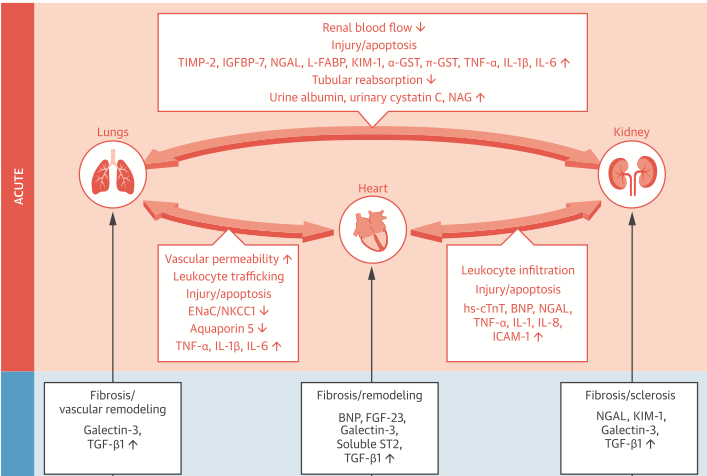 Renal blood flow ↓
Injury/apoptosis
TIMP-2, IGFBP-7, NGAL, L-FABP, KIM-1, α-GST, π-GST, TNF-α, IL-1β, IL-6 ↑
Tubular reabsorption ↓
Urine albumin, urinary cystatin C, NAG ↑
Lungs
Kidney
Heart
ACUTE
Vascular permeability ↑
Leukocyte trafficking
Injury/apoptosis
ENaC/NKCC1 ↓
Aquaporin 5 ↓
TNF-α, IL-1β, IL-6 ↑
Leukocyte infiltration
Injury/apoptosis
hs-cTnT, BNP, NGAL,
TNF-α, IL-1, IL-8,
ICAM-1 ↑
Fibrosis/
vascular remodeling
Galectin-3,
TGF-β1 ↑
Fibrosis/remodeling
BNP, FGF-23,
Galectin-3,
Soluble ST2,
TGF-β1 ↑
Fibrosis/sclerosis
NGAL, KIM-1,
Galectin-3,
TGF-β1 ↑